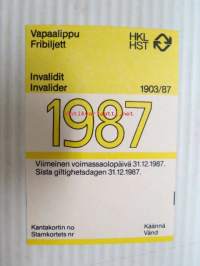 Vapaalippu HKL
Fribiljett HST
Invalidit
Invalider 1903/87
1987
Viimeinen voimassaolopäivä 31.12.1987.
Sista giltighetsdagen 31.12.1987.
Kantakortin no Käännä
Stamkortets nr Vänd